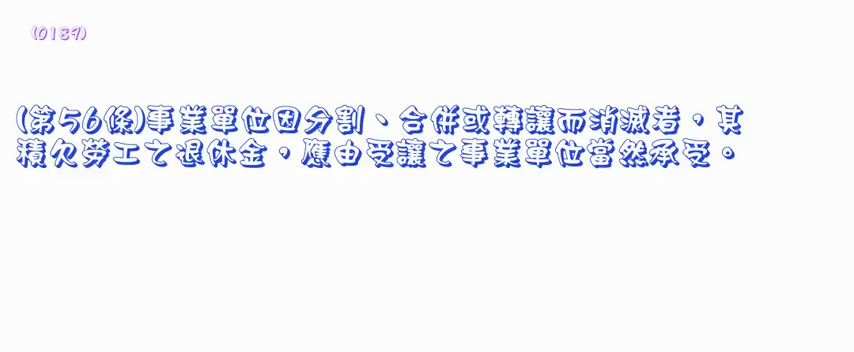 (0189)
(第56條)事業單位因分割、合併或轉讓而消滅者，其
積欠勞工之退休金，應由受讓之事業單位當然承受。